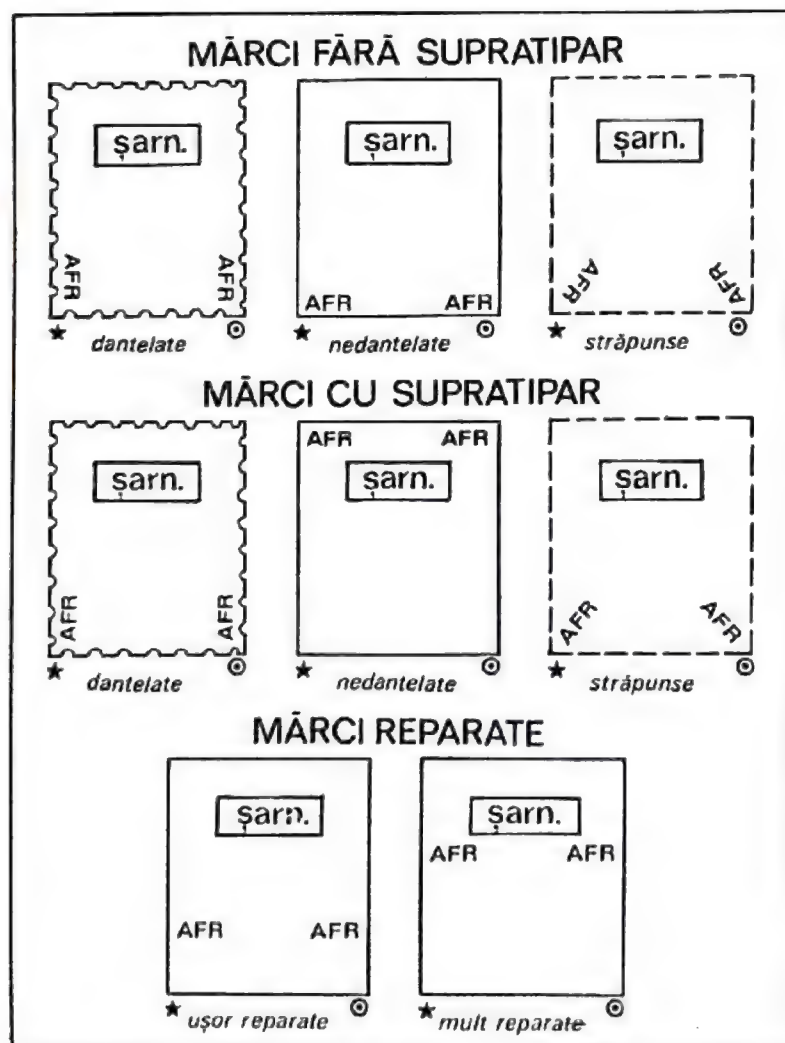 MĂRCI FĂRĂ SUPRATIPAR
șarn. șarn. șarn.
AFR AFR AFR AFR AFR AFR
★ dantelate ⊙ ★ nedantelate ⊙ ★ străpunse ⊙
MĂRCI CU SUPRATIPAR
AFR AFR
șarn. șarn. șarn.
AFR AFR AFR AFR
★ dantelate ⊙ ★ nedantelate ⊙ ★ străpunse ⊙
MĂRCI REPARATE
șarn. șarn.
AFR AFR
AFR AFR
★ ușor reparate ⊙ ★ mult reparate ⊙